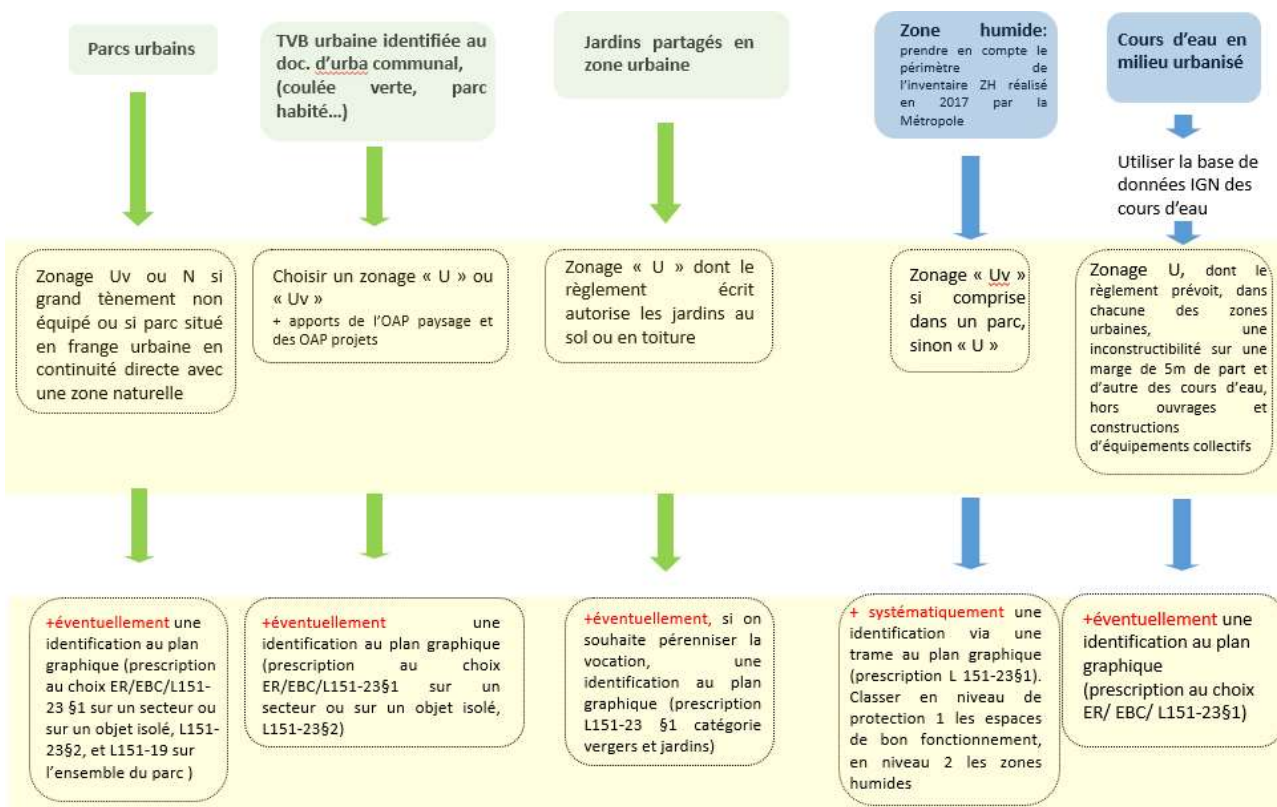 Parcs urbains
TVB urbaine identifiée au
doc. d'urba communal,
(coulée verte, parc
habité...)
Jardins partagés en
zone urbaine
Zone humide:
prendre en compte le
périmètre de
l'inventaire ZH réalisé
en 2017 par la
Métropole
Cours d'eau en
milieu urbanisé
Utiliser la base de
données IGN des
cours d'eau
Zonage Uv ou N si
grand tènement non
équipé ou si parc situé
en frange urbaine en
continuité directe avec
une zone naturelle
Choisir un zonage « U » ou
« Uv »
+ apports de l'OAP paysage et
des OAP projets
Zonage « U » dont le
règlement écrit
autorise les jardins au
sol ou en toiture
Zonage « Uv »
si comprise
dans un parc,
sinon « U »
Zonage U, dont le
règlement prévoit, dans
chacune des zones
urbaines, une
inconstructibilité sur une
marge de 5m de part et
d'autre des cours d'eau,
hors ouvrages et
constructions
d'équipements collectifs
+éventuellement une
identification au plan
graphique (prescription
au choix ER/EBC/L151-
23 §1 sur un secteur ou
sur un objet isolé, L151-
23§2, et L151-19 sur
l'ensemble du parc )
+éventuellement une
identification au plan graphique
(prescription au choix
ER/EBC/L151-23§1 sur un
secteur ou sur un objet isolé,
L151-23§2)
+éventuellement, si on
souhaite pérenniser la
vocation, une
identification au plan
graphique (prescription
L151-23 §1 catégorie
vergers et jardins)
+ systématiquement une
identification via une
trame au plan graphique
(prescription L 151-23§1).
Classer en niveau de
protection 1 les espaces
de bon fonctionnement,
en niveau 2 les zones
humides
+éventuellement une
identification au plan
graphique
(prescription au choix
ER/ EBC/ L151-23§1)